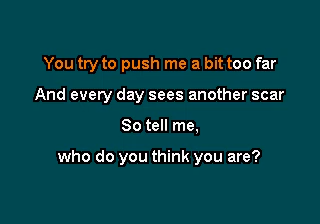 You try to push me a bit too far
And every day sees another scar
So tell me,
who do you think you are?